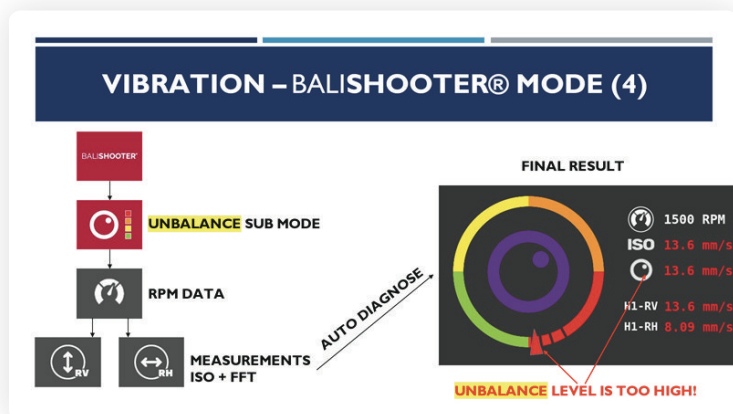 VIBRATION – BALISHOOTER® MODE (4)
BALISHOOTER®
UNBALANCE SUB MODE
RPM DATA
RV
RH
MEASUREMENTS
ISO + FFT
AUTO DIAGNOSE
FINAL RESULT
1500 RPM
ISO 13.6 mm/s
13.6 mm/s
H1-RV 13.6 mm/s
H1-RH 8.09 mm/s
UNBALANCE LEVEL IS TOO HIGH!